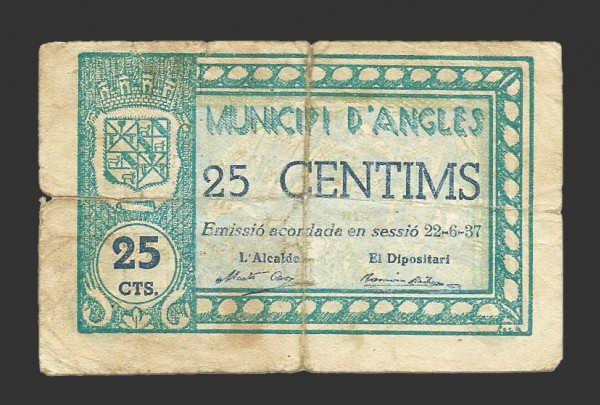 MUNICIPI D'ANGLES
25 CENTIMS
Emissió acordada en sessió 22-6-37
L'Alcalde
El Dipositari
25
CTS.